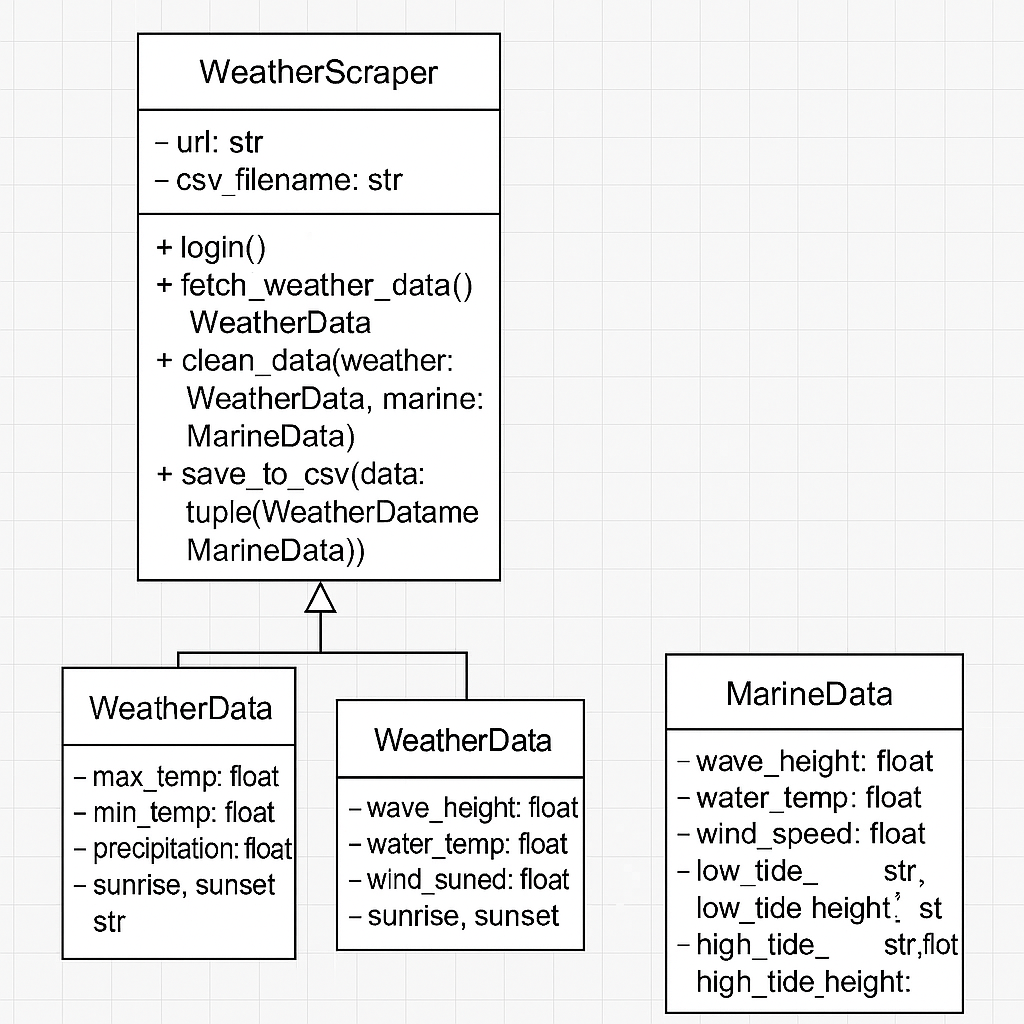 WeatherScraper
– url: str
– csv_filename: str
+ login()
+ fetch_weather_data()
WeatherData
+ clean_data(weather:
WeatherData, marine:
MarineData)
+ save_to_csv(data:
tuple(WeatherDatame
MarineData))
WeatherData
– max_temp: float
– min_temp: float
– precipitation: float
– sunrise, sunset
str
WeatherData
– wave_height: float
– water_temp: float
– wind_suned: float
– sunrise, sunset
MarineData
– wave_height: float
– water_temp: float
– wind_speed: float
– low_tide_ str,
low_tide height: st
– high_tide_ str,flot
high_tide_height: